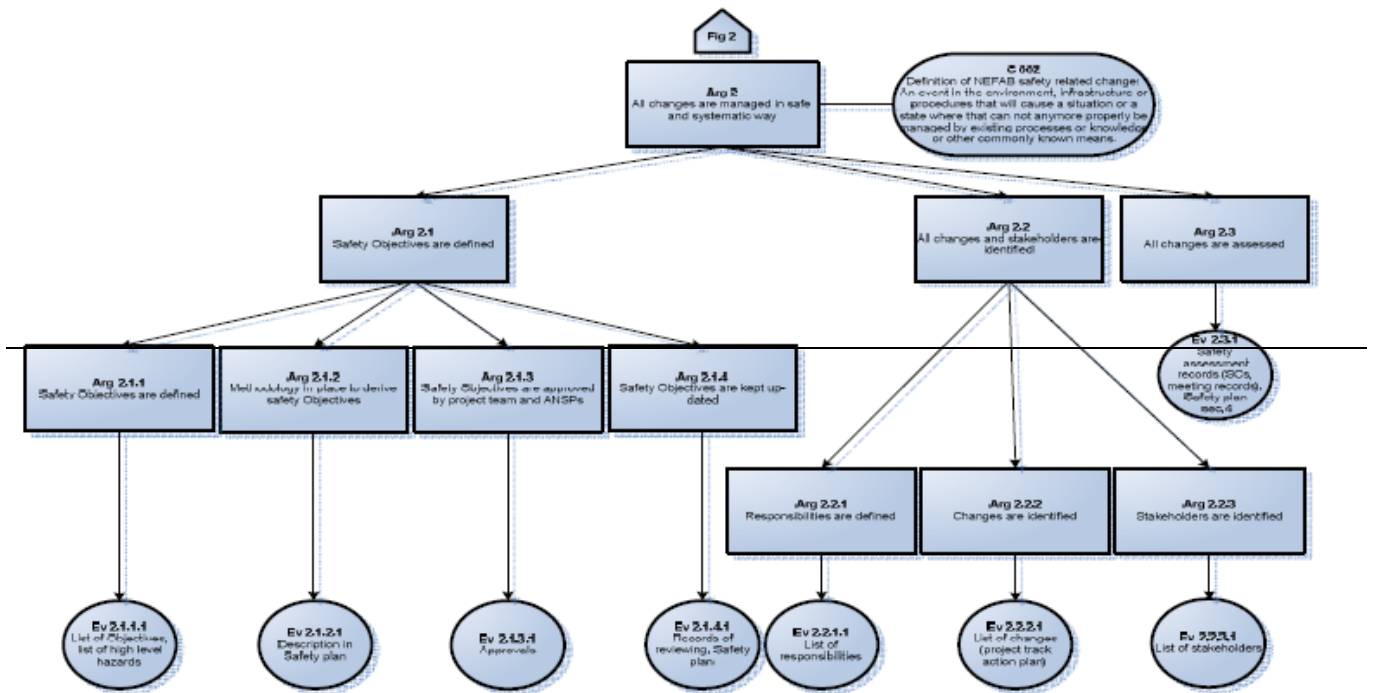 Fig 2
Arg 2
All changes are managed in safe
and systematic way
C 002
Definition of NEFAB safety related change:
An event in the environment, infrastructure or
procedures that will cause a situation or a
state where that can not anymore properly be
managed by existing processes or knowledge
or other commonly known means.
Arg 2.1
Safety Objectives are defined
Arg 2.2
All changes and stakeholders are
identified
Arg 2.3
All changes are assessed
Arg 2.1.1
Safety Objectives are defined
Arg 2.1.2
Methodology in place to derive
safety Objectives
Arg 2.1.3
Safety Objectives are approved
by project team and ANSPs
Arg 2.1.4
Safety Objectives are kept up-
dated
Ev 2.3.1
Safety
assessment
records (SCs,
meeting records),
Safety plan
sec.4
Arg 2.2.1
Responsibilities are defined
Arg 2.2.2
Changes are identified
Arg 2.2.3
Stakeholders are identified
Ev 2.1.1.1
List of Objectives,
list of high level
hazards
Ev 2.1.2.1
Description in
Safety plan
Ev 2.1.3.1
Approvals
Ev 2.1.4.1
Records of
reviewing, Safety
plan
Ev 2.2.1.1
List of
responsibilities
Ev 2.2.2.1
List of changes
(project track
action plan)
Ev 2.2.3.1
List of stakeholders